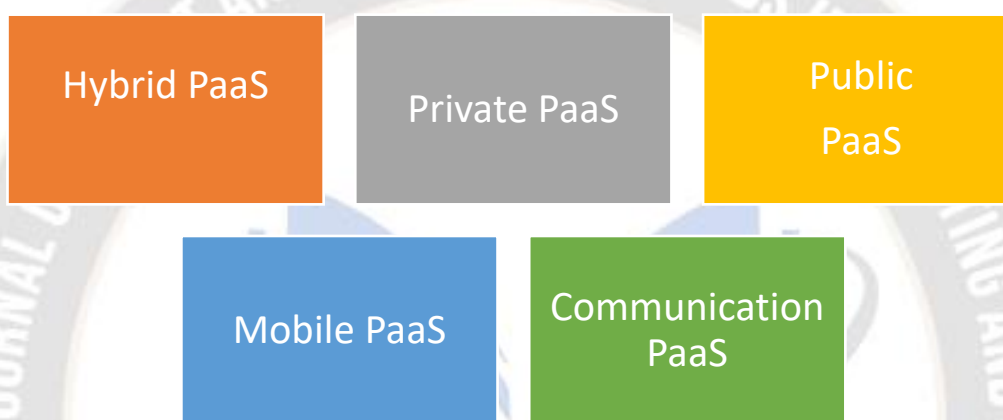 Hybrid PaaS
Private PaaS
Public
PaaS
Mobile PaaS
Communication
PaaS